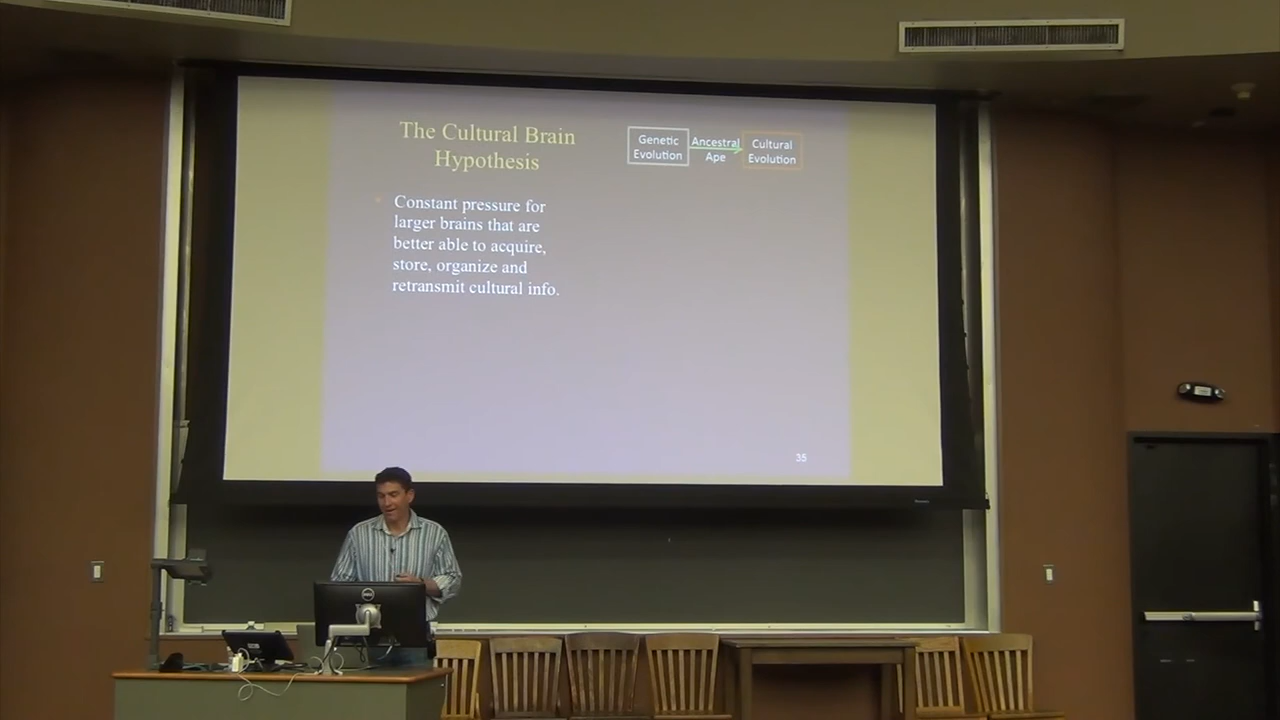 The Cultural Brain
Hypothesis
Genetic
Evolution
Ancestral
Ape
Cultural
Evolution
Constant pressure for
larger brains that are
better able to acquire,
store, organize and
retransmit cultural info.
35
DELL